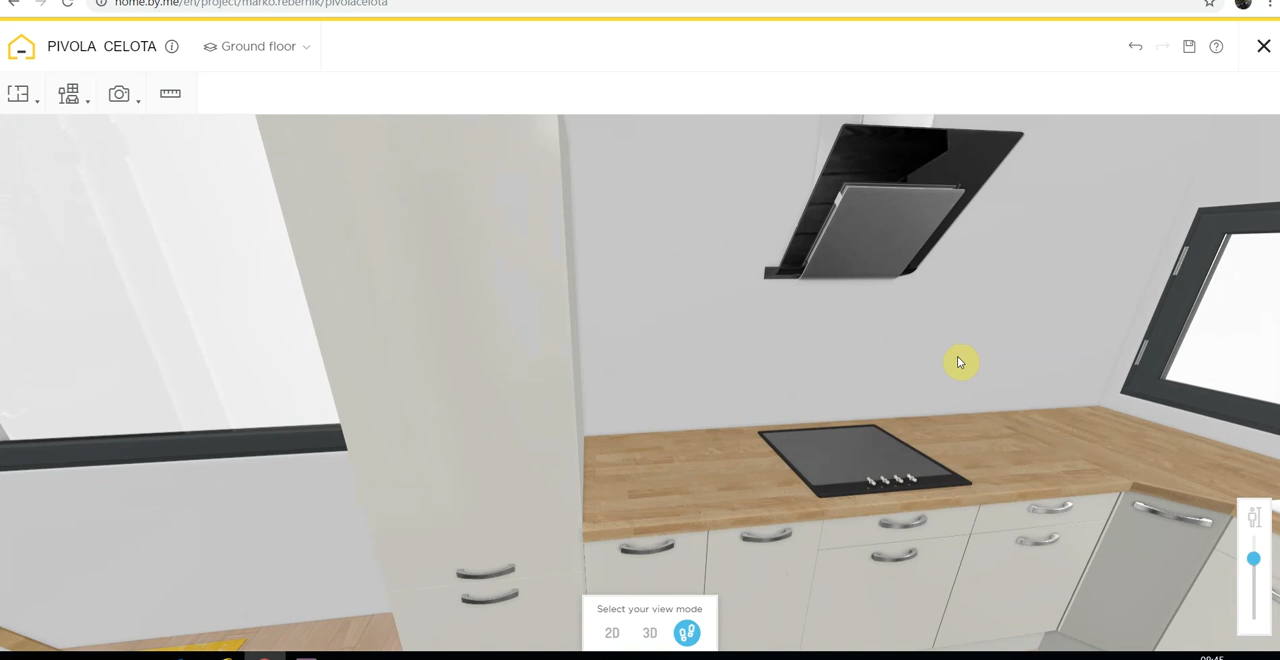 home.by.me/en/project/marko.rebernik/pivolacelota
PIVOLA CELOTA
Ground floor
Select your view mode
2D 3D